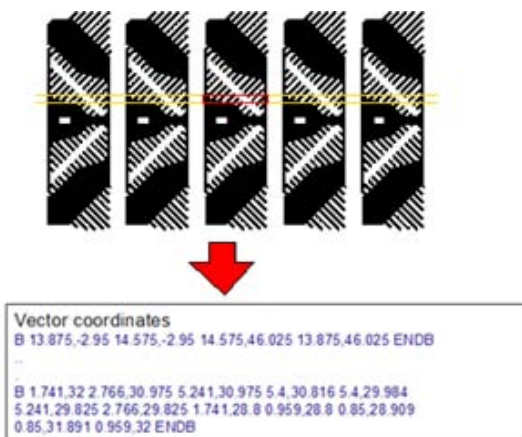 Vector coordinates
B 13.875,-2.95 14.575,-2.95 14.575,46.025 13.875,46.025 ENDB
..
.
B 1.741,32 2.766,30.975 5.241,30.975 5.4,30.816 5.4,29.984
5.241,29.825 2.766,29.825 1.741,28.8 0.959,28.8 0.85,28.909
0.85,31.891 0.959,32 ENDB